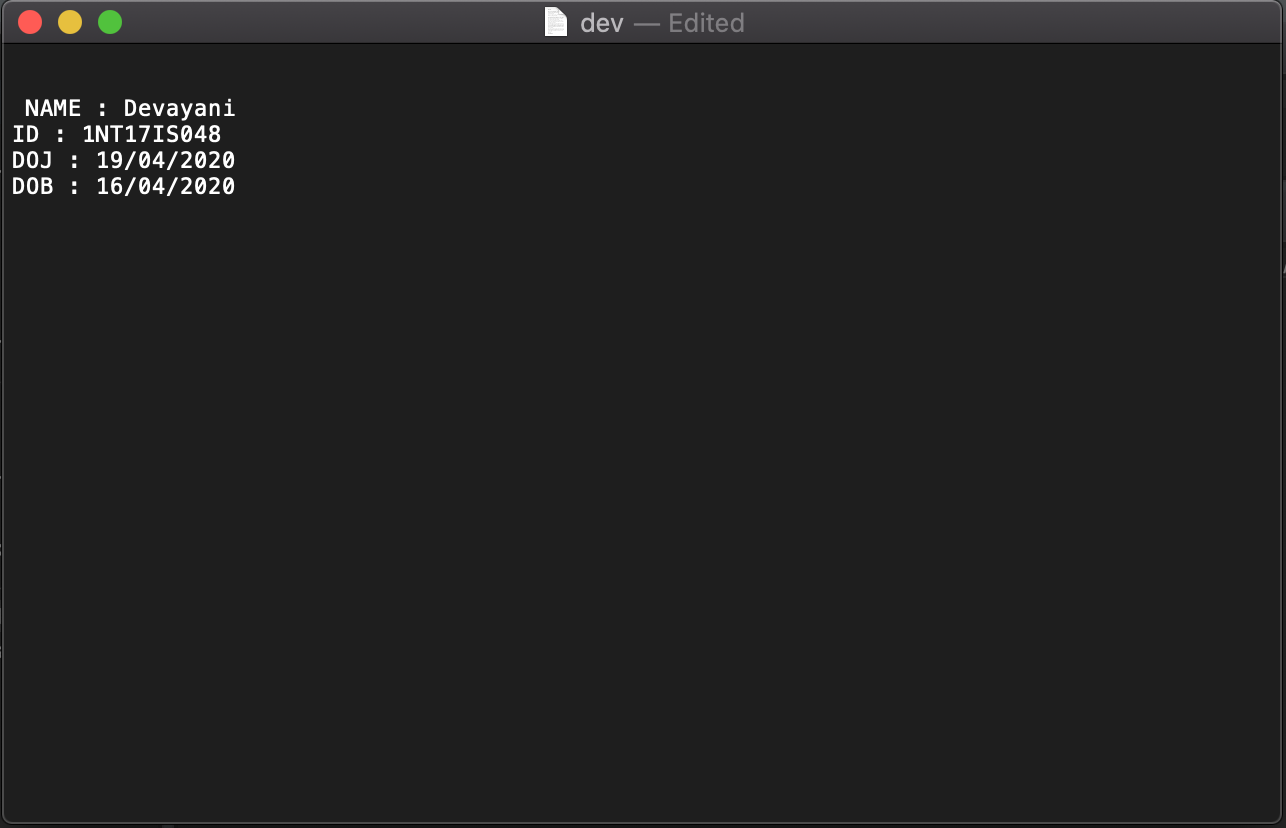 dev — Edited
NAME : Devayani
ID : 1NT17IS048
DOJ : 19/04/2020
DOB : 16/04/2020